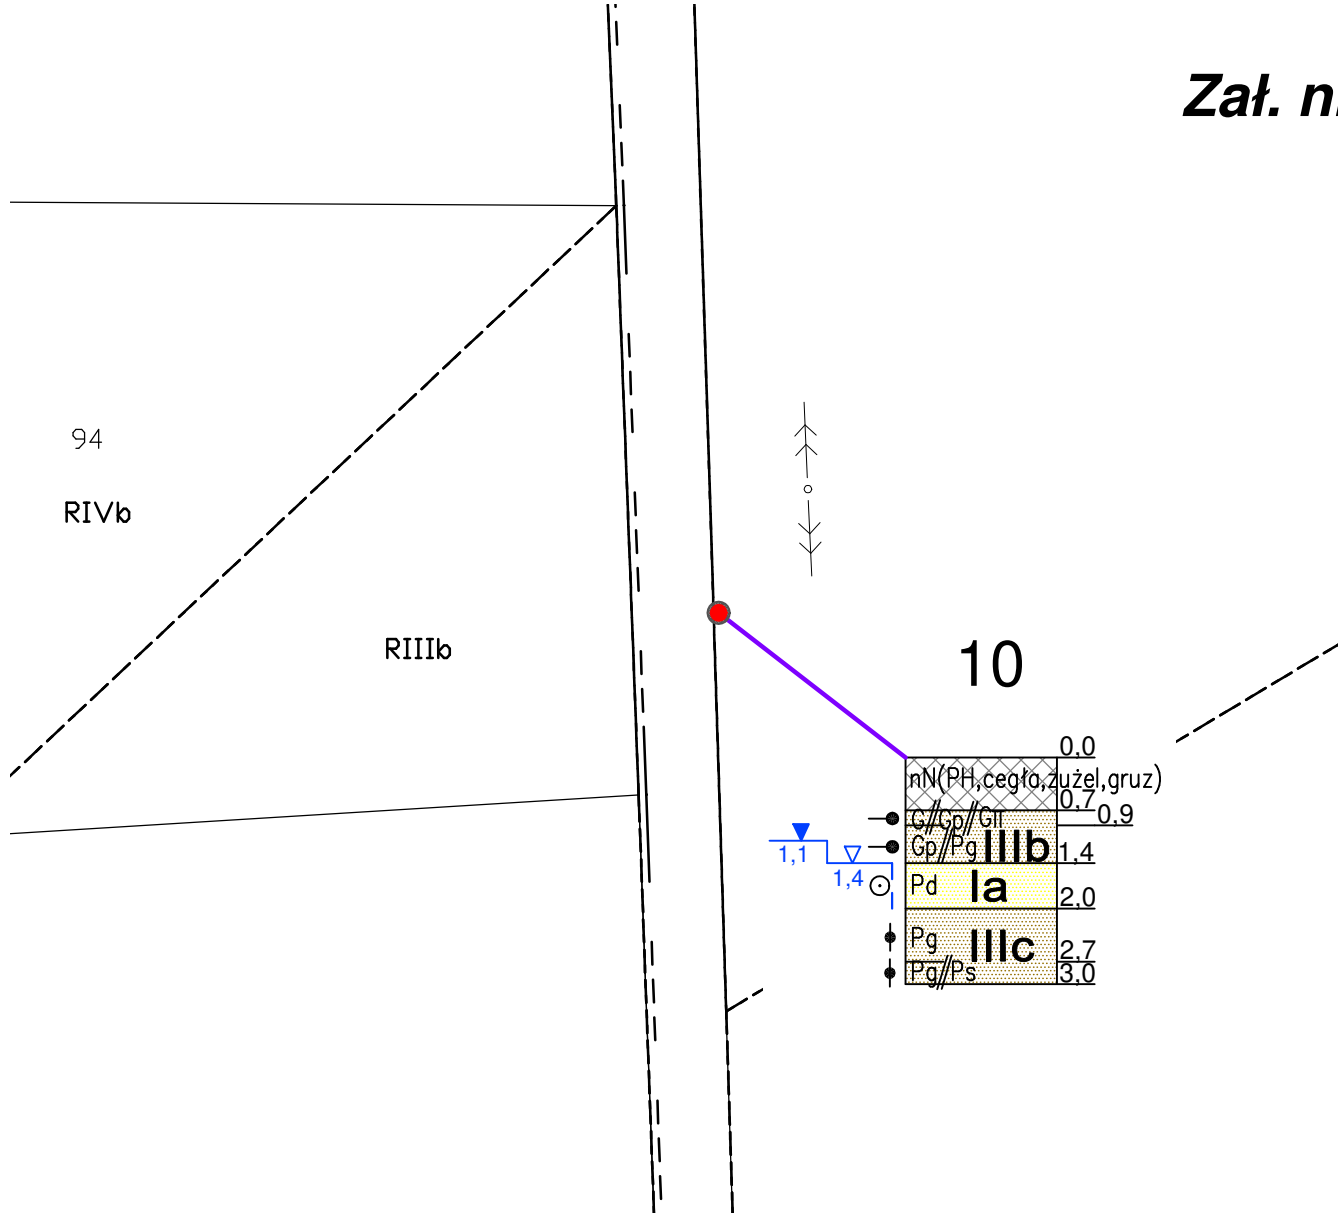 Zał.
94
RIVb
RIIIb
10
0,0
nN(PH,cegła,żużel,gruz)
0,7
G//Gp//Gπ
0,9
Gp//Pg IIIb
1,4
1,1
1,4
Pd Ia
2,0
Pg IIIc
2,7
Pg//Ps
3,0